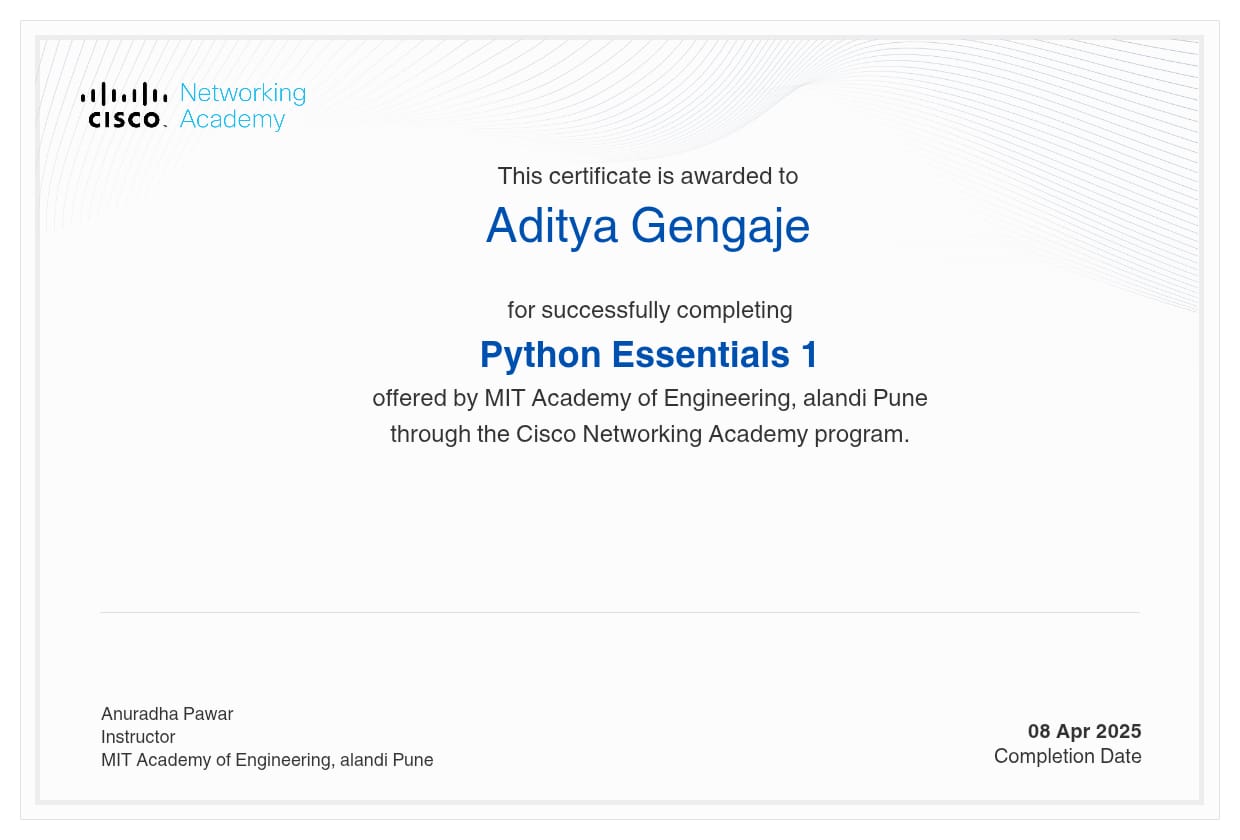 Networking
CISCO Academy
This certificate is awarded to
Aditya Gengaje
for successfully completing
Python Essentials 1
offered by MIT Academy of Engineering, alandi Pune
through the Cisco Networking Academy program.
Anuradha Pawar
Instructor
MIT Academy of Engineering, alandi Pune
08 Apr 2025
Completion Date